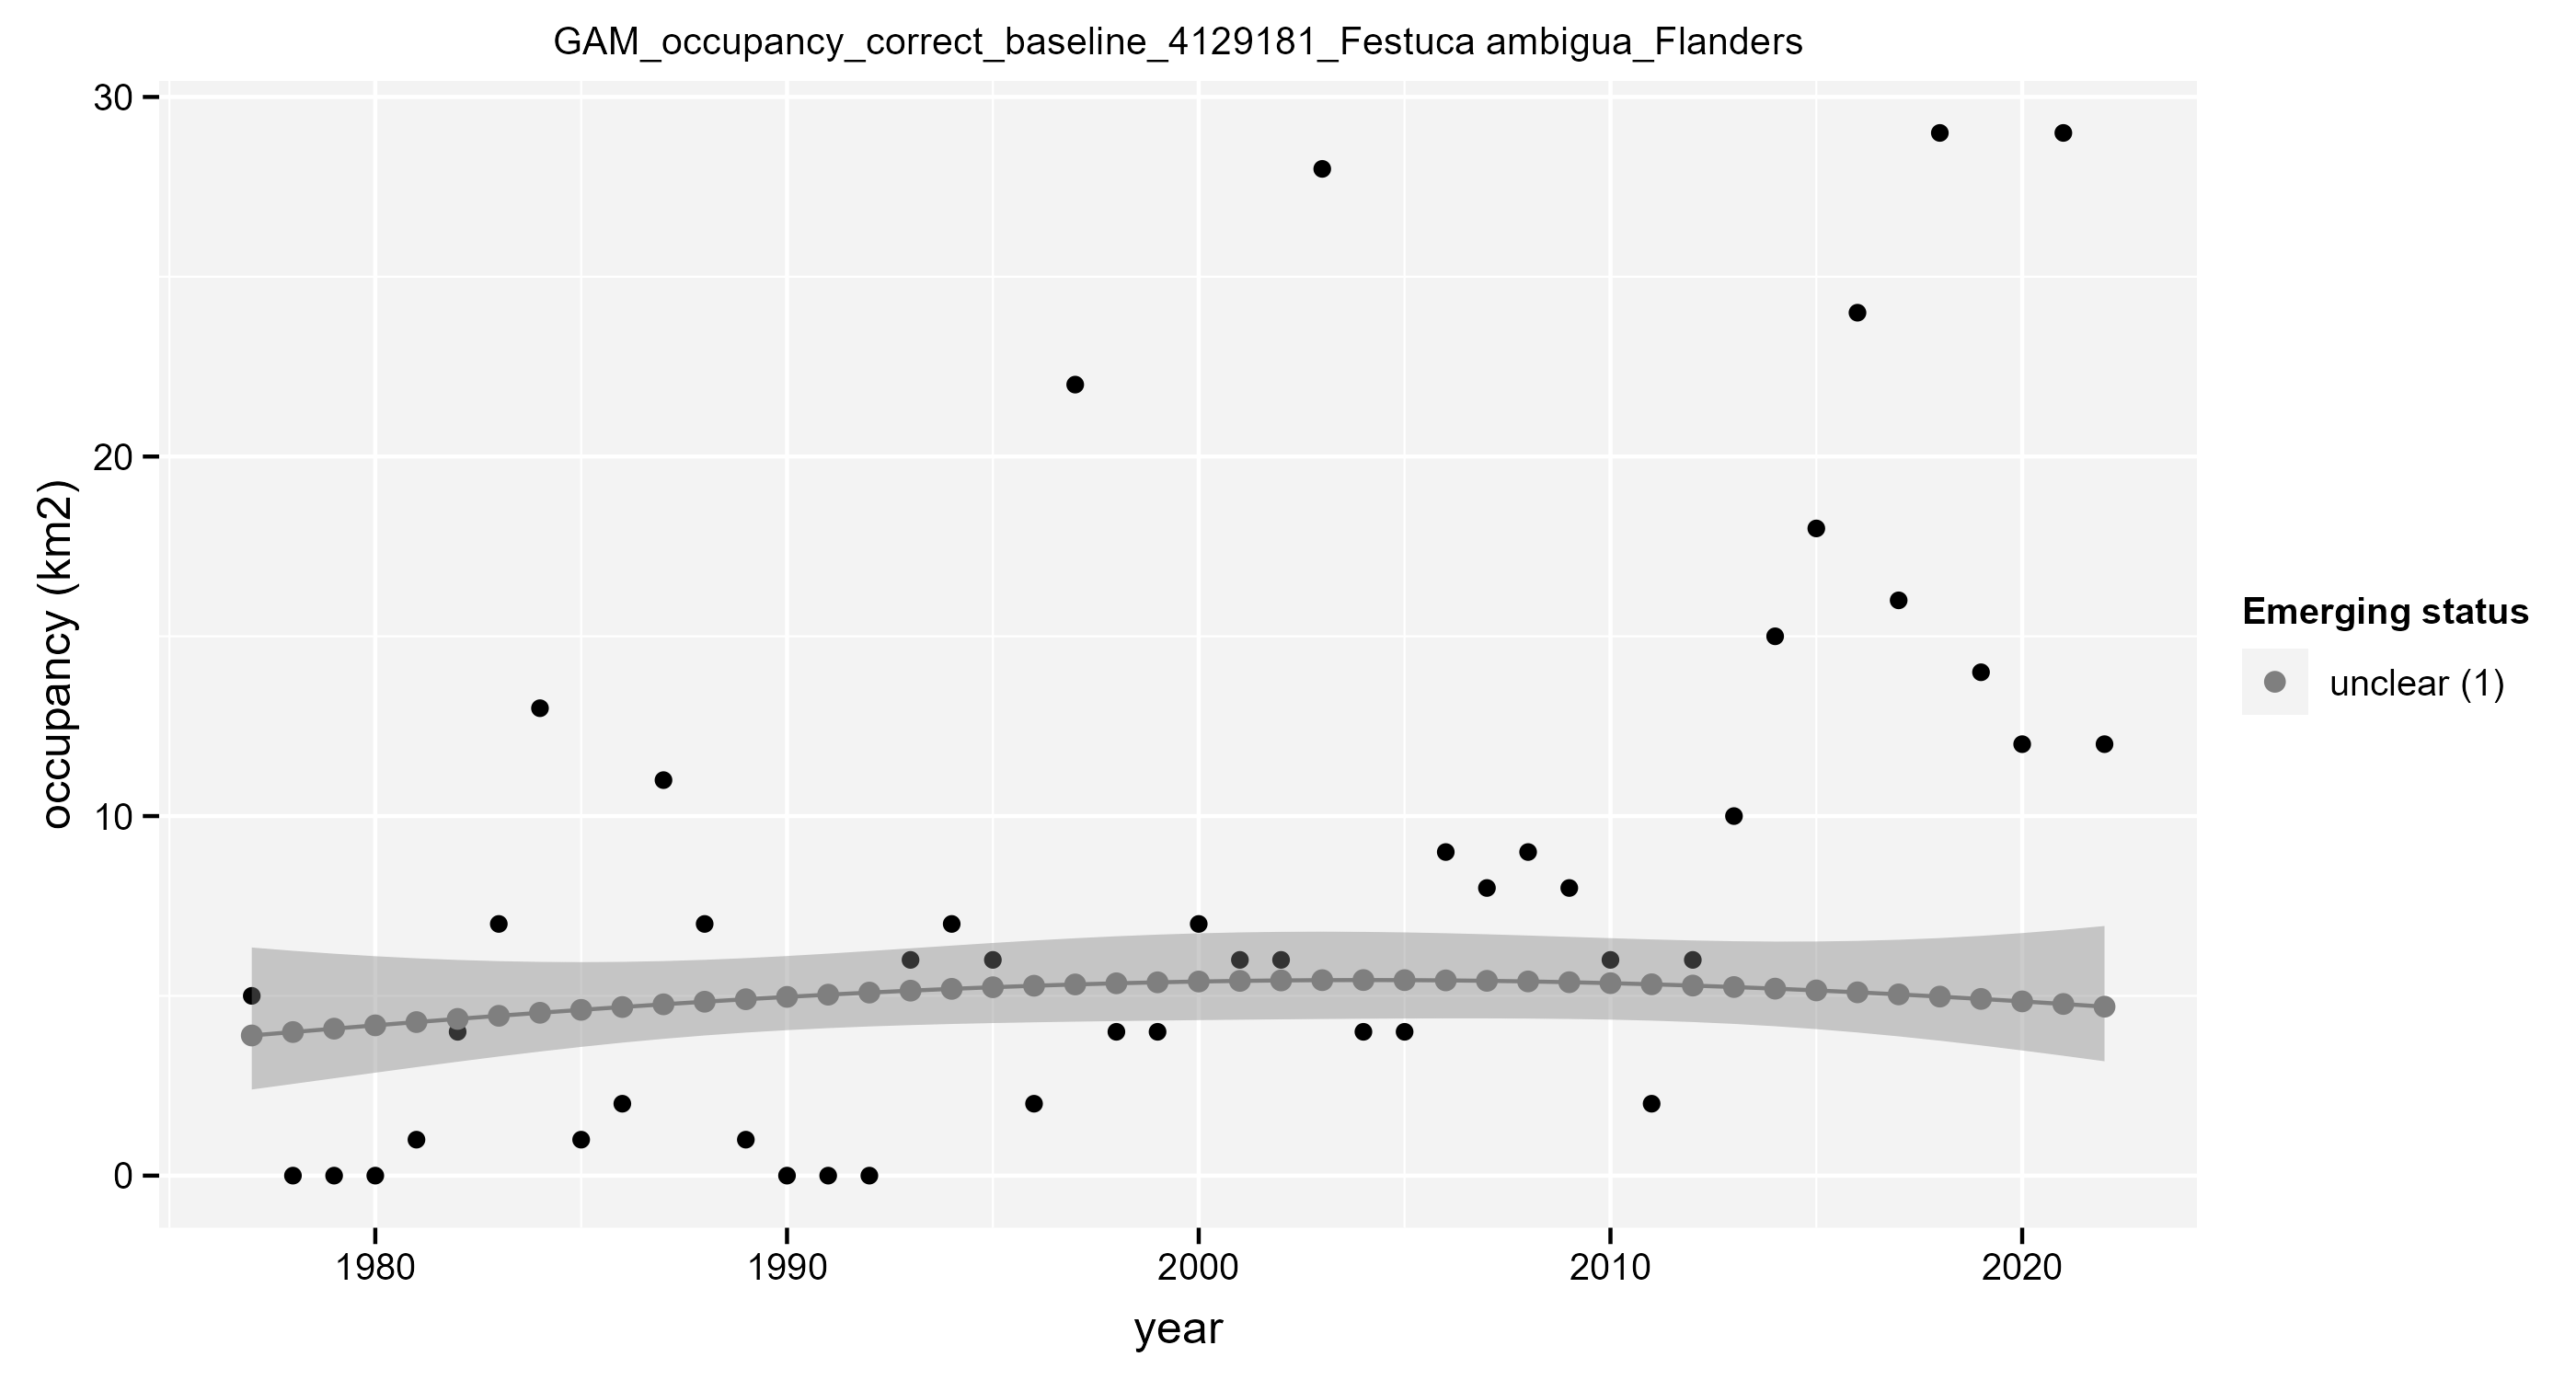 GAM_occupancy_correct_baseline_4129181_Festuca ambigua_Flanders
30
20
10
0
occupancy (km2)
1980
1990
2000
2010
2020
year
Emerging status
unclear (1)